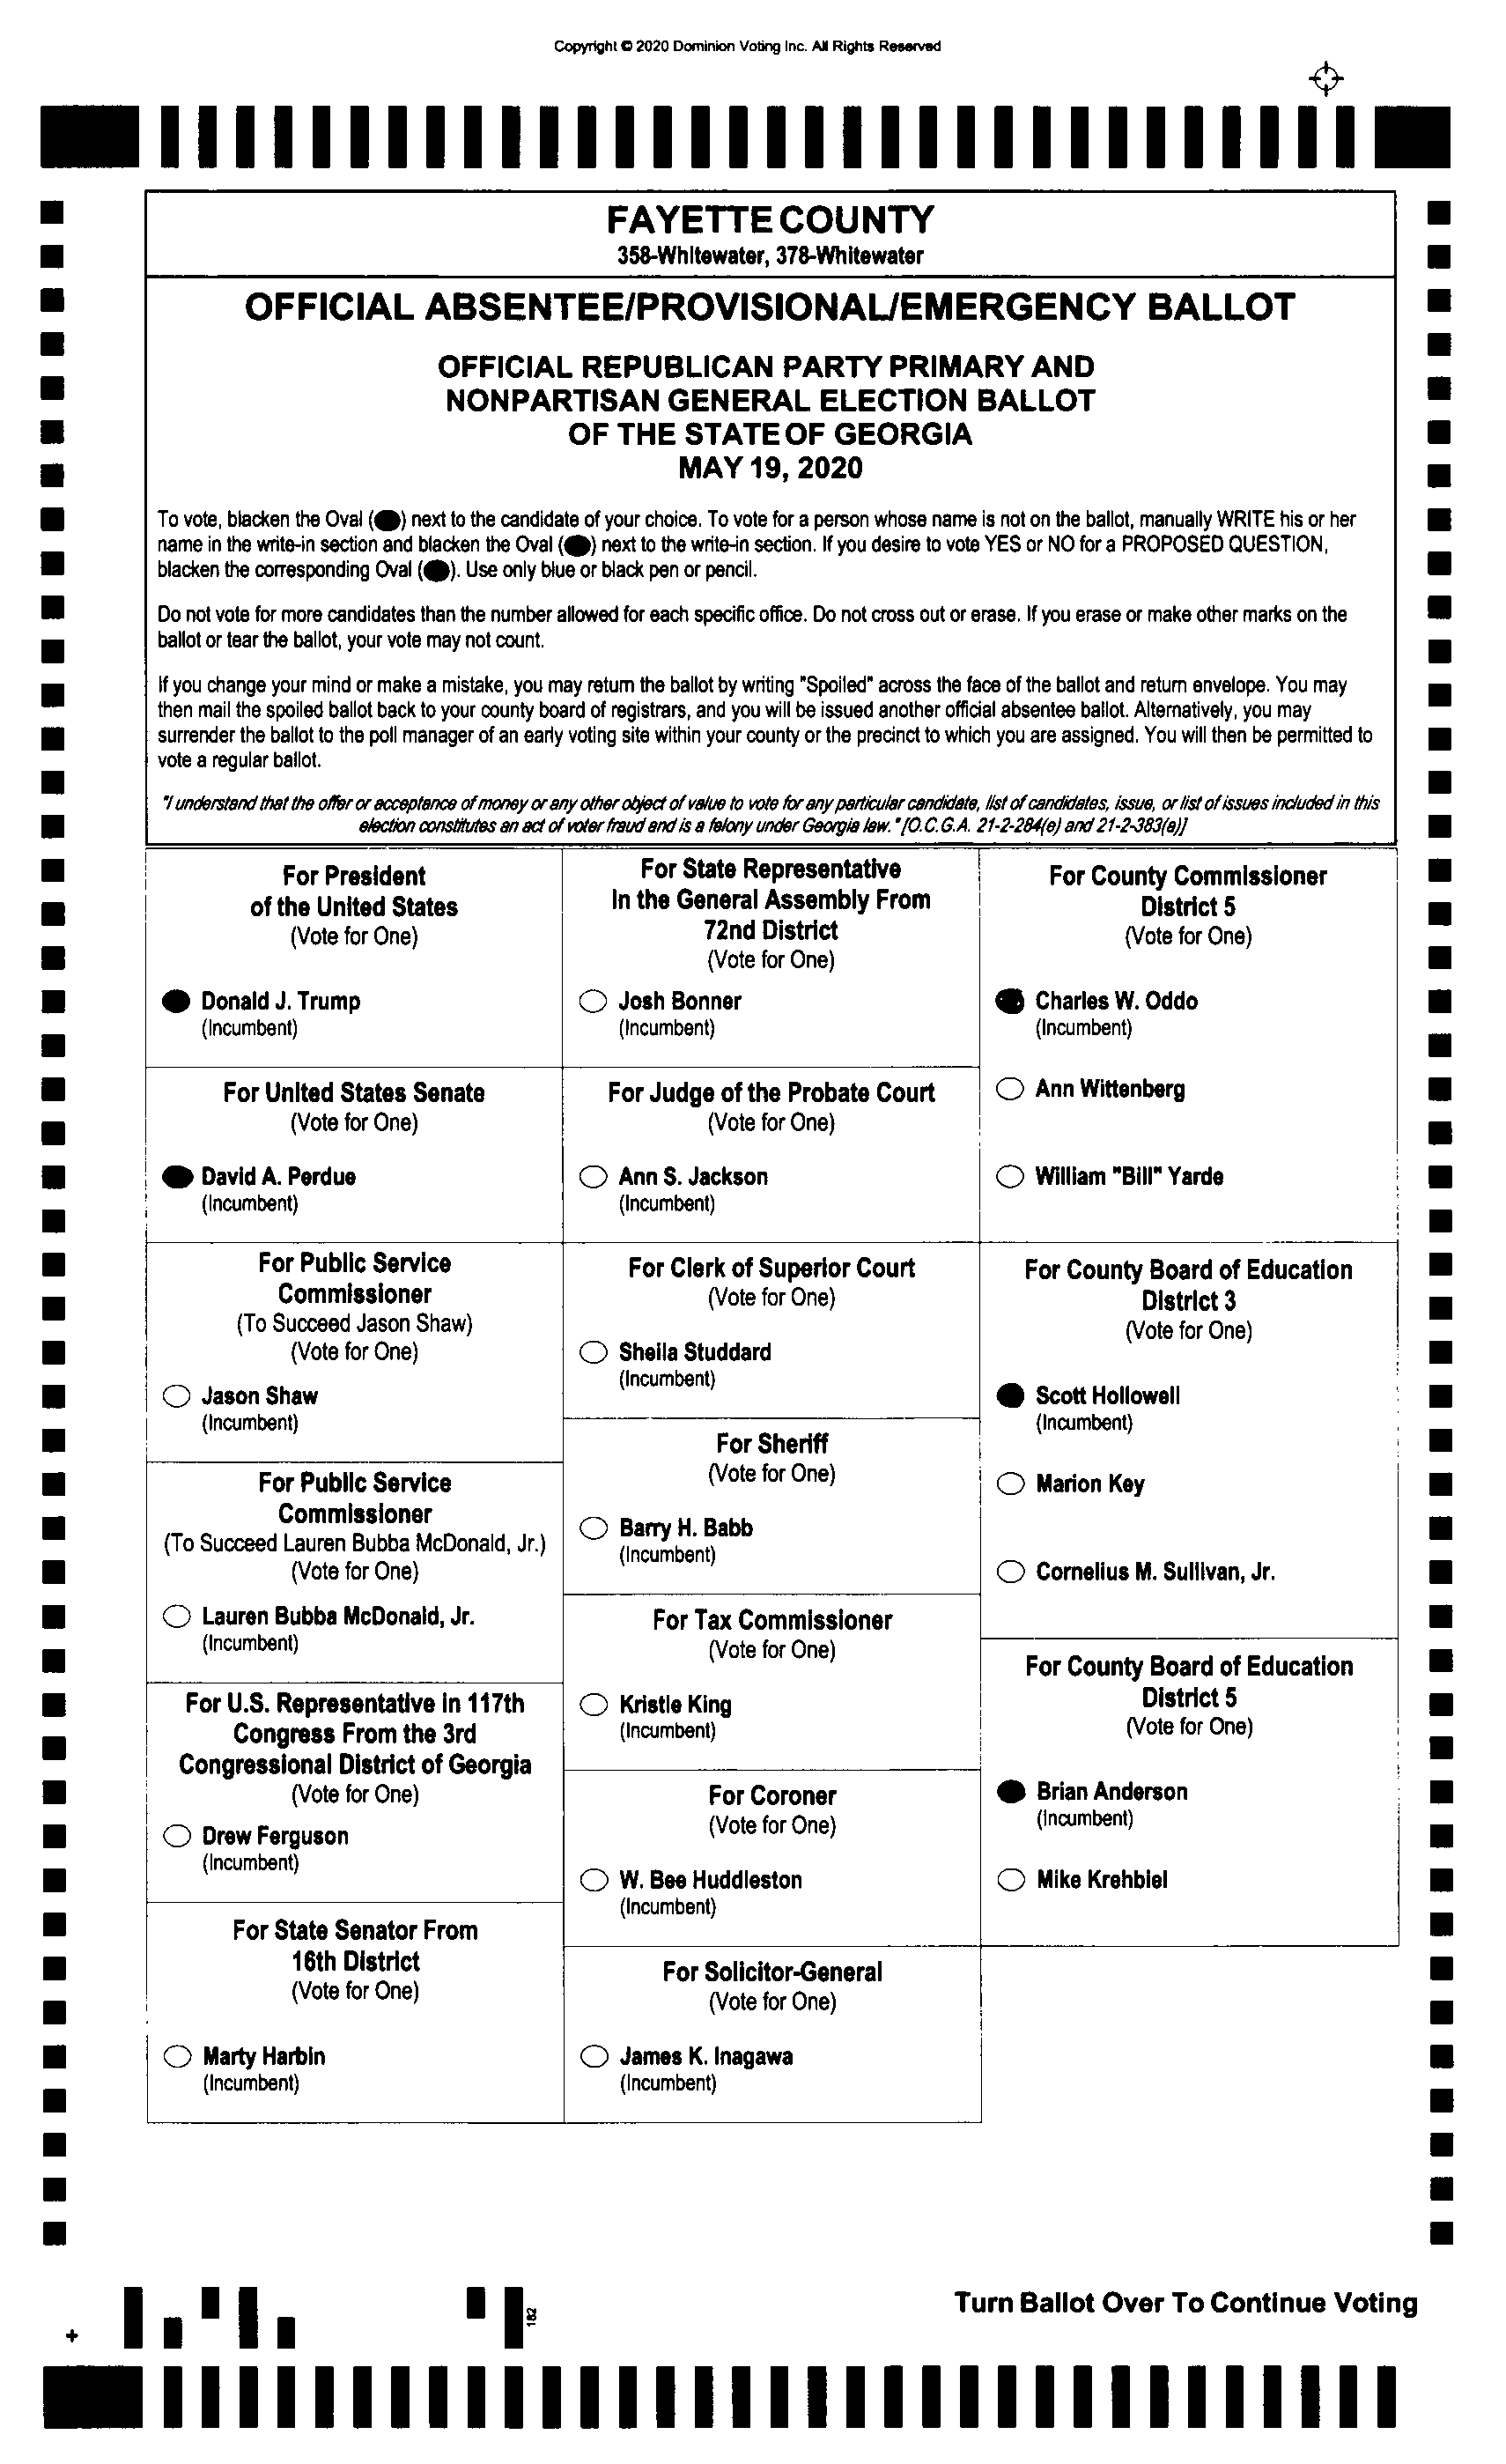 Copyright © 2020 Dominion Voting Inc. All Rights Reserved
FAYETTE COUNTY
358-Whitewater, 378-Whitewater
OFFICIAL ABSENTEE/PROVISIONAL/EMERGENCY BALLOT
OFFICIAL REPUBLICAN PARTY PRIMARY AND
NONPARTISAN GENERAL ELECTION BALLOT
OF THE STATE OF GEORGIA
MAY 19, 2020
To vote, blacken the Oval (●) next to the candidate of your choice. To vote for a person whose name is not on the ballot, manually WRITE his or her
name in the write-in section and blacken the Oval (●) next to the write-in section. If you desire to vote YES or NO for a PROPOSED QUESTION,
blacken the corresponding Oval (●). Use only blue or black pen or pencil.
Do not vote for more candidates than the number allowed for each specific office. Do not cross out or erase. If you erase or make other marks on the
ballot or tear the ballot, your vote may not count.
If you change your mind or make a mistake, you may return the ballot by writing "Spoiled" across the face of the ballot and return envelope. You may
then mail the spoiled ballot back to your county board of registrars, and you will be issued another official absentee ballot. Alternatively, you may
surrender the ballot to the poll manager of an early voting site within your county or the precinct to which you are assigned. You will then be permitted to
vote a regular ballot.
"I understand that the offer or acceptance of money or any other object of value to vote for any particular candidate, list of candidates, issue, or list of issues included in this
election constitutes an act of voter fraud and is a felony under Georgia law." [O.C.G.A. 21-2-284(e) and 21-2-383(a)]
For President
of the United States
(Vote for One)
Donald J. Trump
(Incumbent)
For United States Senate
(Vote for One)
David A. Perdue
(Incumbent)
For Public Service
Commissioner
(To Succeed Jason Shaw)
(Vote for One)
Jason Shaw
(Incumbent)
For Public Service
Commissioner
(To Succeed Lauren Bubba McDonald, Jr.)
(Vote for One)
Lauren Bubba McDonald, Jr.
(Incumbent)
For U.S. Representative in 117th
Congress From the 3rd
Congressional District of Georgia
(Vote for One)
Drew Ferguson
(Incumbent)
For State Senator From
16th District
(Vote for One)
Marty Harbin
(Incumbent)
For State Representative
In the General Assembly From
72nd District
(Vote for One)
Josh Bonner
(Incumbent)
For Judge of the Probate Court
(Vote for One)
Ann S. Jackson
(Incumbent)
For Clerk of Superior Court
(Vote for One)
Sheila Studdard
(Incumbent)
For Sheriff
(Vote for One)
Barry H. Babb
(Incumbent)
For Tax Commissioner
(Vote for One)
Kristie King
(Incumbent)
For Coroner
(Vote for One)
W. Bee Huddleston
(Incumbent)
For Solicitor-General
(Vote for One)
James K. Inagawa
(Incumbent)
For County Commissioner
District 5
(Vote for One)
Charles W. Oddo
(Incumbent)
Ann Wittenberg
William "Bill" Yarde
For County Board of Education
District 3
(Vote for One)
Scott Hollowell
(Incumbent)
Marion Key
Cornelius M. Sullivan, Jr.
For County Board of Education
District 5
(Vote for One)
Brian Anderson
(Incumbent)
Mike Krehbiel
182
Turn Ballot Over To Continue Voting